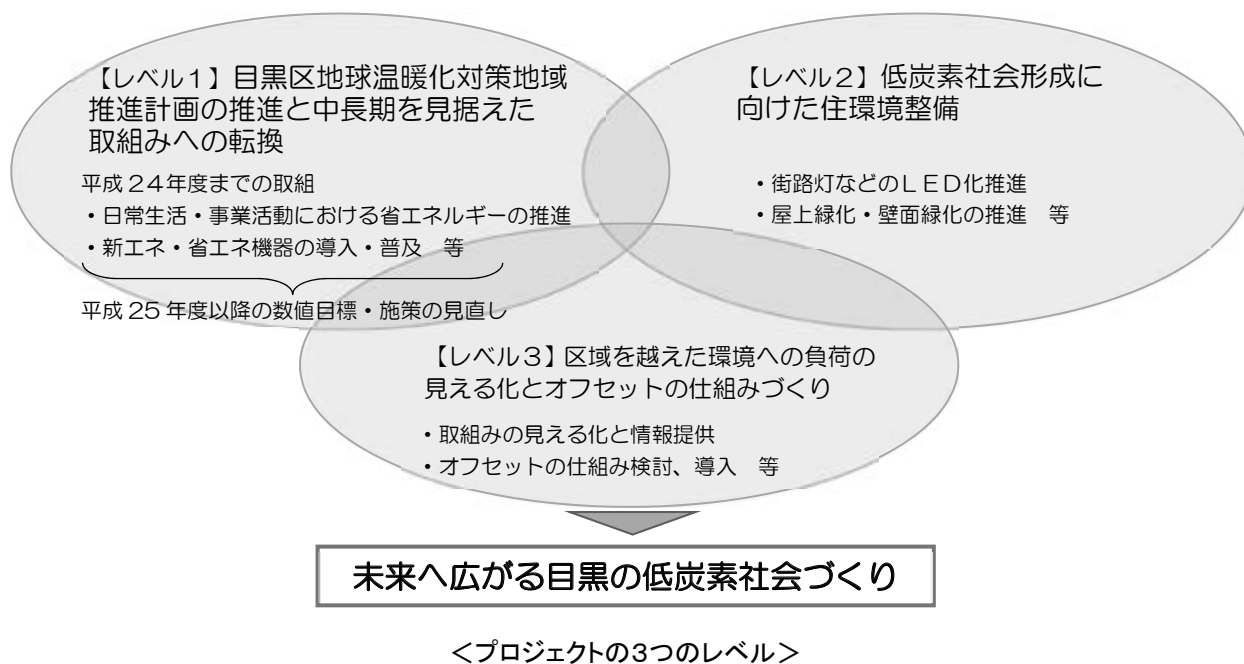 【レベル１】目黒区地球温暖化対策地域
推進計画の推進と中長期を見据えた
取組みへの転換
平成２４年度までの取組
・日常生活・事業活動における省エネルギーの推進
・新エネ・省エネ機器の導入・普及　等
平成 25 年度以降の数値目標・施策の見直し
【レベル２】低炭素社会形成に
向けた住環境整備
・街路灯などのＬＥＤ化推進
・屋上緑化・壁面緑化の推進　等
【レベル３】区域を越えた環境への負荷の
見える化とオフセットの仕組みづくり
・取組みの見える化と情報提供
・オフセットの仕組み検討、導入　等
未来へ広がる目黒の低炭素社会づくり
＜プロジェクトの3つのレベル＞